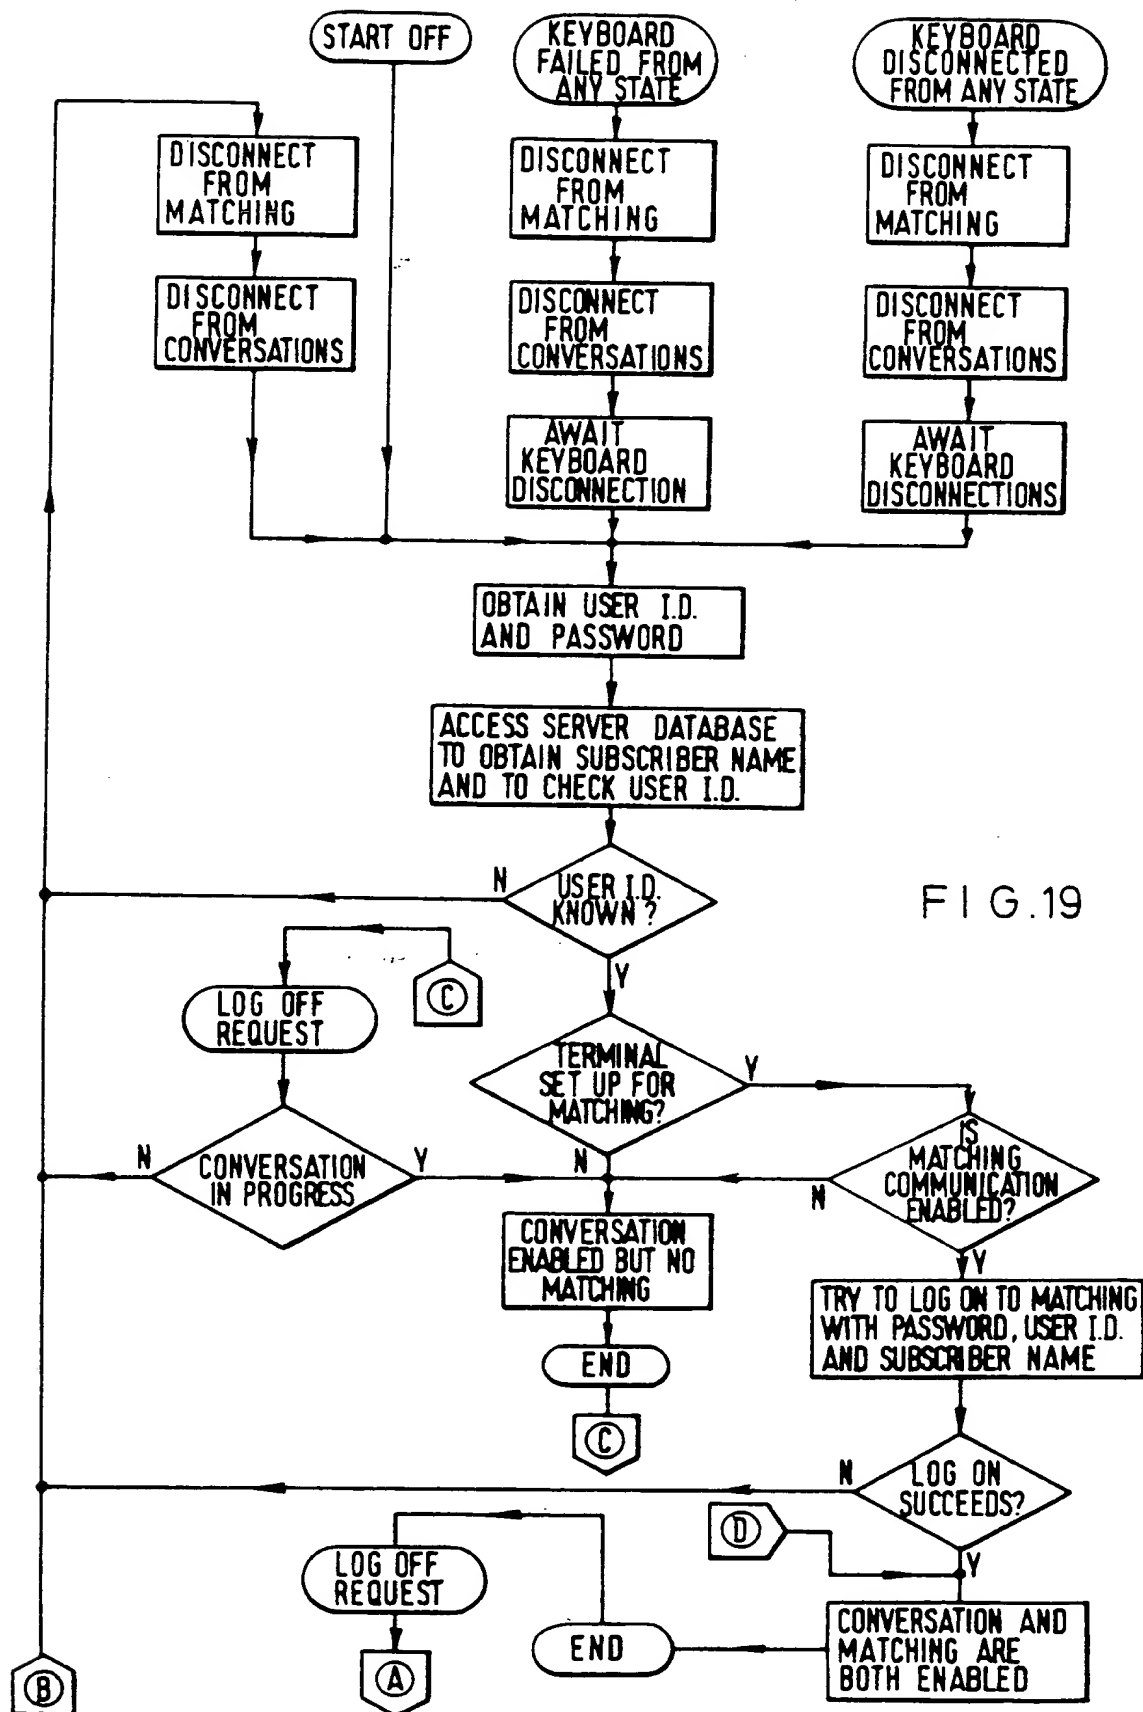 START OFF
KEYBOARD
FAILED FROM
ANY STATE
KEYBOARD
DISCONNECTED
FROM ANY STATE
DISCONNECT
FROM
MATCHING
DISCONNECT
FROM
MATCHING
DISCONNECT
FROM
MATCHING
DISCONNECT
FROM
CONVERSATIONS
DISCONNECT
FROM
CONVERSATIONS
DISCONNECT
FROM
CONVERSATIONS
AWAIT
KEYBOARD
DISCONNECTION
AWAIT
KEYBOARD
DISCONNECTIONS
OBTAIN USER I.D.
AND PASSWORD
ACCESS SERVER DATABASE
TO OBTAIN SUBSCRIBER NAME
AND TO CHECK USER I.D.
N
USER I.D.
KNOWN ?
Y
FIG.19
C
LOG OFF
REQUEST
TERMINAL
SET UP FOR
MATCHING?
Y
N
N
CONVERSATION
IN PROGRESS
Y
IS
MATCHING
COMMUNICATION
ENABLED?
N
Y
CONVERSATION
ENABLED BUT NO
MATCHING
TRY TO LOG ON TO MATCHING
WITH PASSWORD, USER I.D.
AND SUBSCRIBER NAME
END
C
N
LOG ON
SUCCEEDS?
Y
D
LOG OFF
REQUEST
END
CONVERSATION AND
MATCHING ARE
BOTH ENABLED
B
A